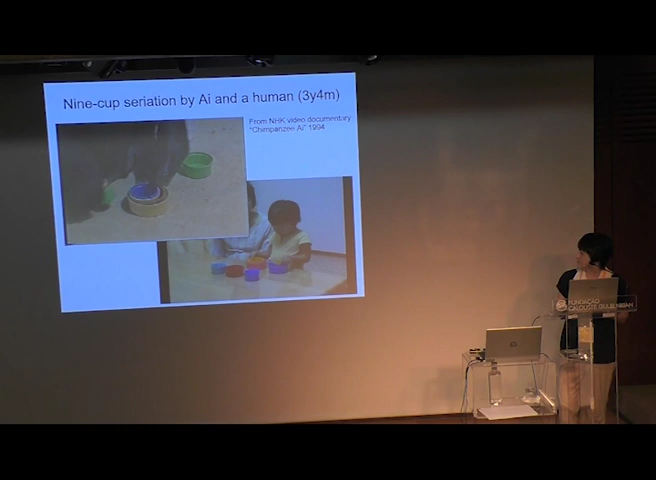 Nine-cup seriation by Ai and a human (3y4m)
From NHK video documentary
"Chimpanzee Ai" 1994
FUNDAÇÃO
CALOUSTE GULBENKIAN